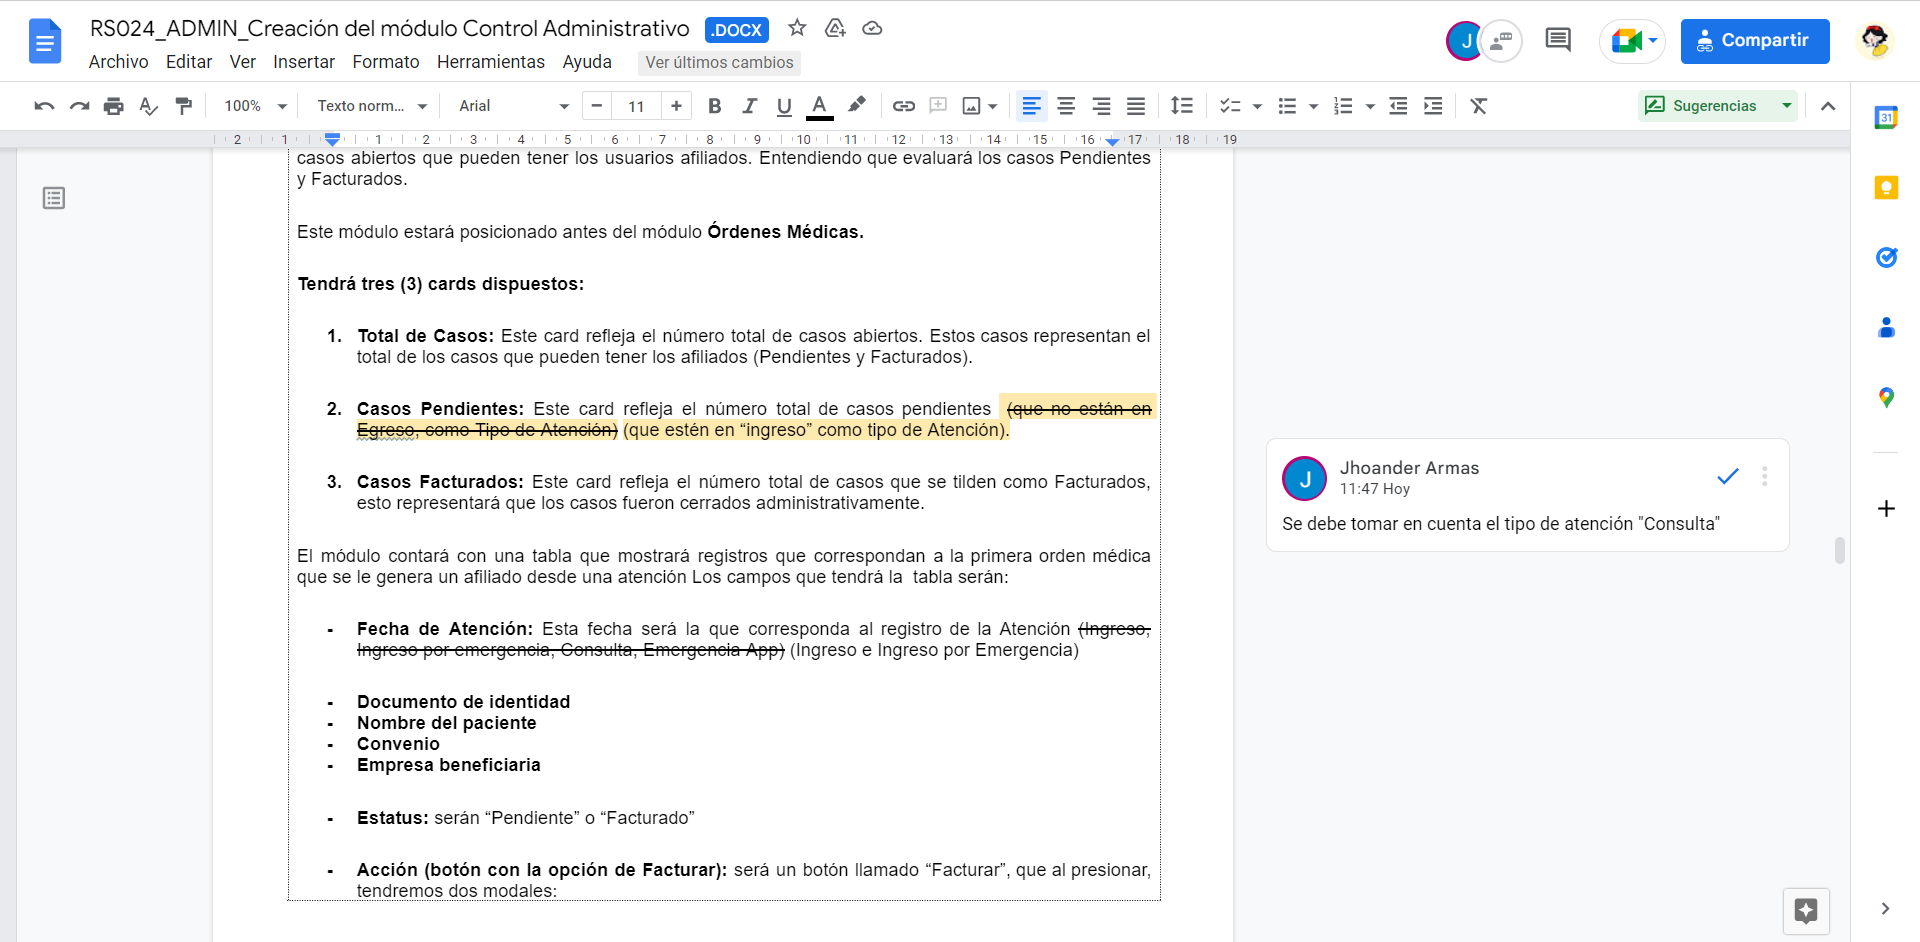 RS024_ADMIN_Creación del módulo Control Administrativo .DOCX
Archivo Editar Ver Insertar Formato Herramientas Ayuda Ver últimos cambios
J
Compartir
100% Texto norm... Arial 11 Sugerencias
2 1 1 2 3 4 5 6 7 8 9 10 11 12 13 14 15 16 17 18 19
31
casos abiertos que pueden tener los usuarios afiliados. Entendiendo que evaluará los casos Pendientes
y Facturados.
Este módulo estará posicionado antes del módulo Órdenes Médicas.
Tendrá tres (3) cards dispuestos:
1. Total de Casos: Este card refleja el número total de casos abiertos. Estos casos representan el
total de los casos que pueden tener los afiliados (Pendientes y Facturados).
2. Casos Pendientes: Este card refleja el número total de casos pendientes (que no están en
Egreso, como Tipo de Atención) (que estén en “ingreso” como tipo de Atención).
3. Casos Facturados: Este card refleja el número total de casos que se tilden como Facturados,
esto representará que los casos fueron cerrados administrativamente.
El módulo contará con una tabla que mostrará registros que correspondan a la primera orden médica
que se le genera un afiliado desde una atención Los campos que tendrá la tabla serán:
- Fecha de Atención: Esta fecha será la que corresponda al registro de la Atención (Ingreso,
Ingreso por emergencia, Consulta, Emergencia App) (Ingreso e Ingreso por Emergencia)
- Documento de identidad
- Nombre del paciente
- Convenio
- Empresa beneficiaria
- Estatus: serán “Pendiente” o “Facturado”
- Acción (botón con la opción de Facturar): será un botón llamado “Facturar”, que al presionar,
tendremos dos modales:
J
Jhoander Armas
11:47 Hoy
Se debe tomar en cuenta el tipo de atención "Consulta"